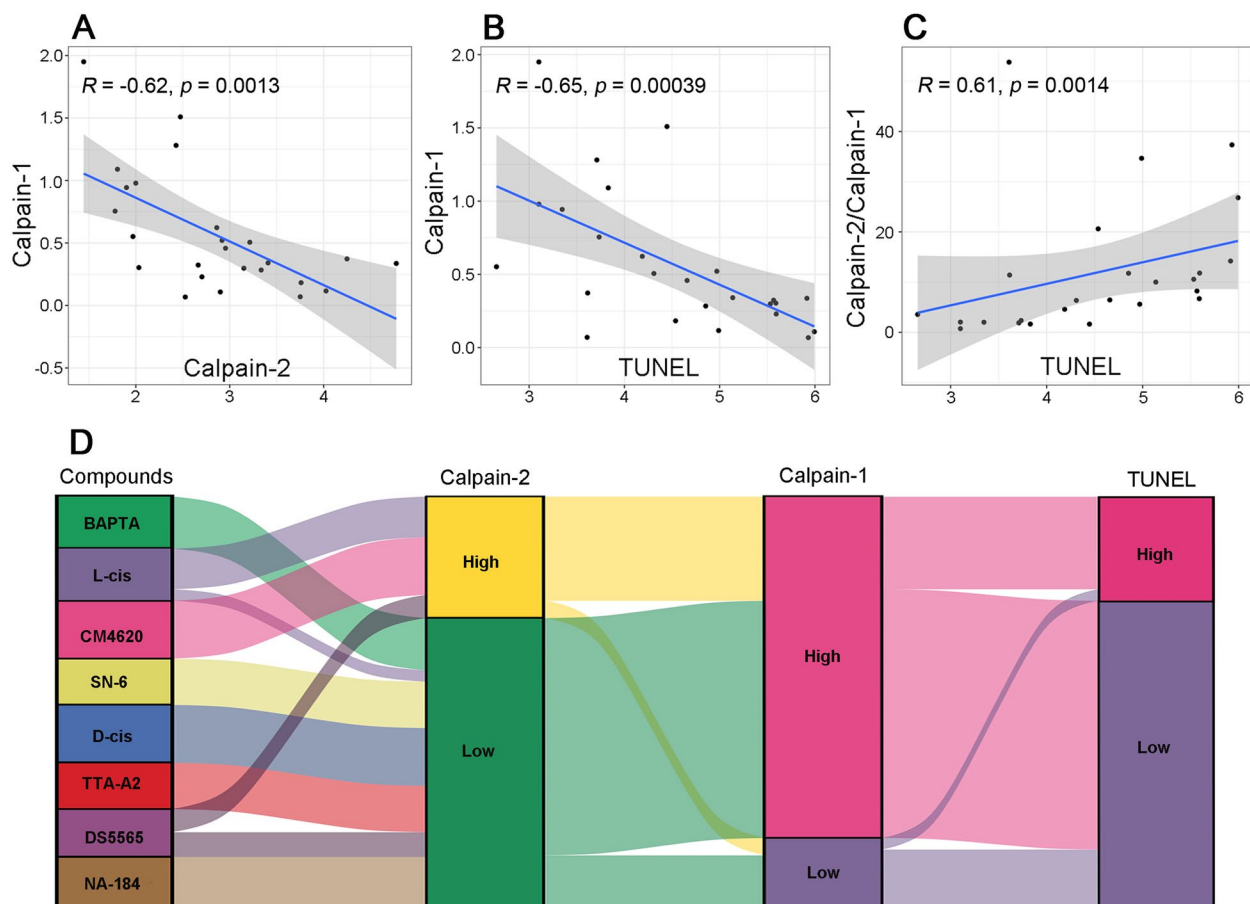 A
R = -0.62, p = 0.0013
Calpain-1
2.0
1.5
1.0
0.5
0.0
-0.5
Calpain-2
2
3
4
B
R = -0.65, p = 0.00039
Calpain-1
2.0
1.5
1.0
0.5
0.0
TUNEL
3
4
5
6
C
R = 0.61, p = 0.0014
Calpain-2/Calpain-1
40
20
0
TUNEL
3
4
5
6
D
Compounds
Calpain-2
Calpain-1
TUNEL
BAPTA
L-cis
CM4620
SN-6
D-cis
TTA-A2
DS5565
NA-184
High
Low
High
Low
High
Low